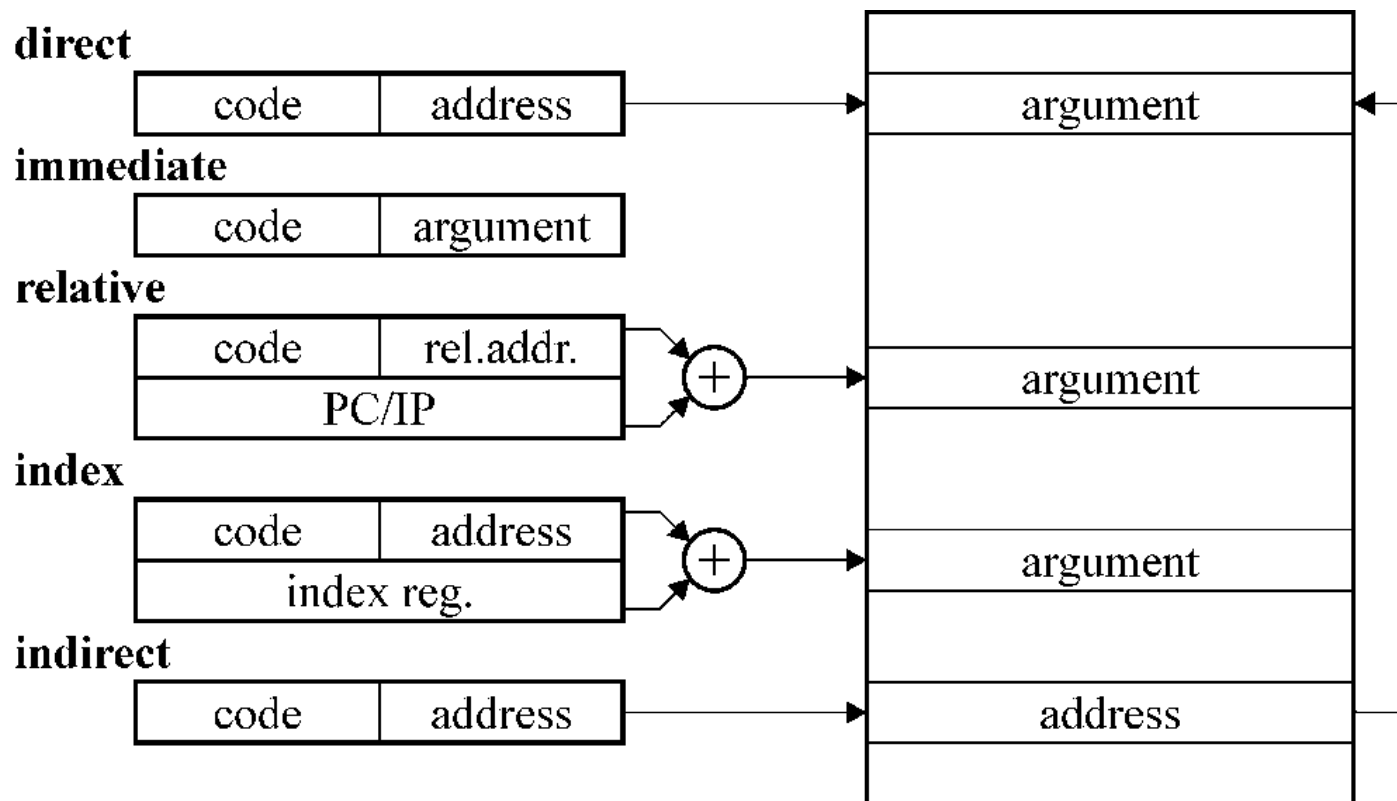 direct
code address argument
immediate
code argument
relative
code rel.addr.
PC/IP
argument
index
code address
index reg.
argument
indirect
code address address